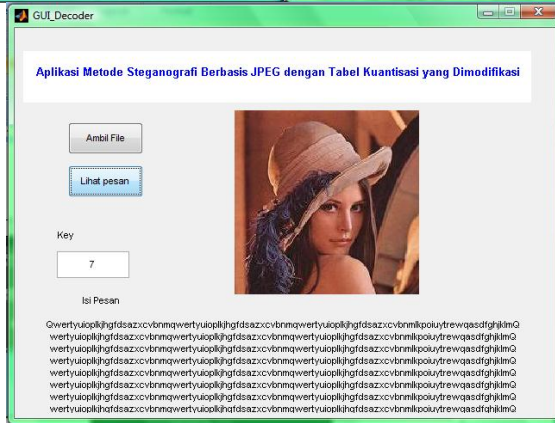 GUI_Decoder
Aplikasi Metode Steganografi Berbasis JPEG dengan Tabel Kuantisasi yang Dimodifikasi
Ambil File
Lihat pesan
Key
7
Isi Pesan
QwertyuioplkjhgfdsazxcvbnmqwertyuioplkjhgfdsazxcvbnmqwertyuioplkjhgfdsazxcvbnmlkpoiuytrewqasdfghjklmQ
wertyuioplkjhgfdsazxcvbnmqwertyuioplkjhgfdsazxcvbnmqwertyuioplkjhgfdsazxcvbnmlkpoiuytrewqasdfghjklmQ
wertyuioplkjhgfdsazxcvbnmqwertyuioplkjhgfdsazxcvbnmqwertyuioplkjhgfdsazxcvbnmlkpoiuytrewqasdfghjklmQ
wertyuioplkjhgfdsazxcvbnmqwertyuioplkjhgfdsazxcvbnmqwertyuioplkjhgfdsazxcvbnmlkpoiuytrewqasdfghjklmQ
wertyuioplkjhgfdsazxcvbnmqwertyuioplkjhgfdsazxcvbnmqwertyuioplkjhgfdsazxcvbnmlkpoiuytrewqasdfghjklmQ
wertyuioplkjhgfdsazxcvbnmqwertyuioplkjhgfdsazxcvbnmqwertyuioplkjhgfdsazxcvbnmlkpoiuytrewqasdfghjklmQ
wertyuioplkjhgfdsazxcvbnmqwertyuioplkjhgfdsazxcvbnmqwertyuioplkjhgfdsazxcvbnmlkpoiuytrewqasdfghjklmQ
wertyuioplkjhgfdsazxcvbnmqwertyuioplkjhgfdsazxcvbnmqwertyuioplkjhgfdsazxcvbnmlkpoiuytrewqasdfghjklmQ